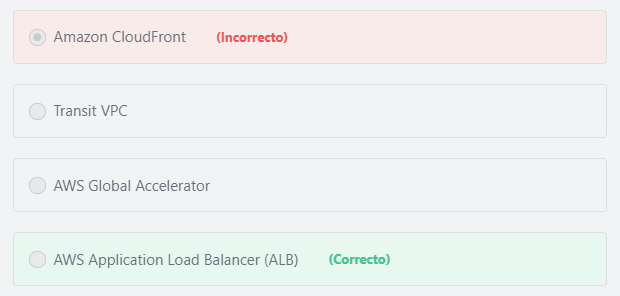 Amazon CloudFront (Incorrecto)
Transit VPC
AWS Global Accelerator
AWS Application Load Balancer (ALB) (Correcto)